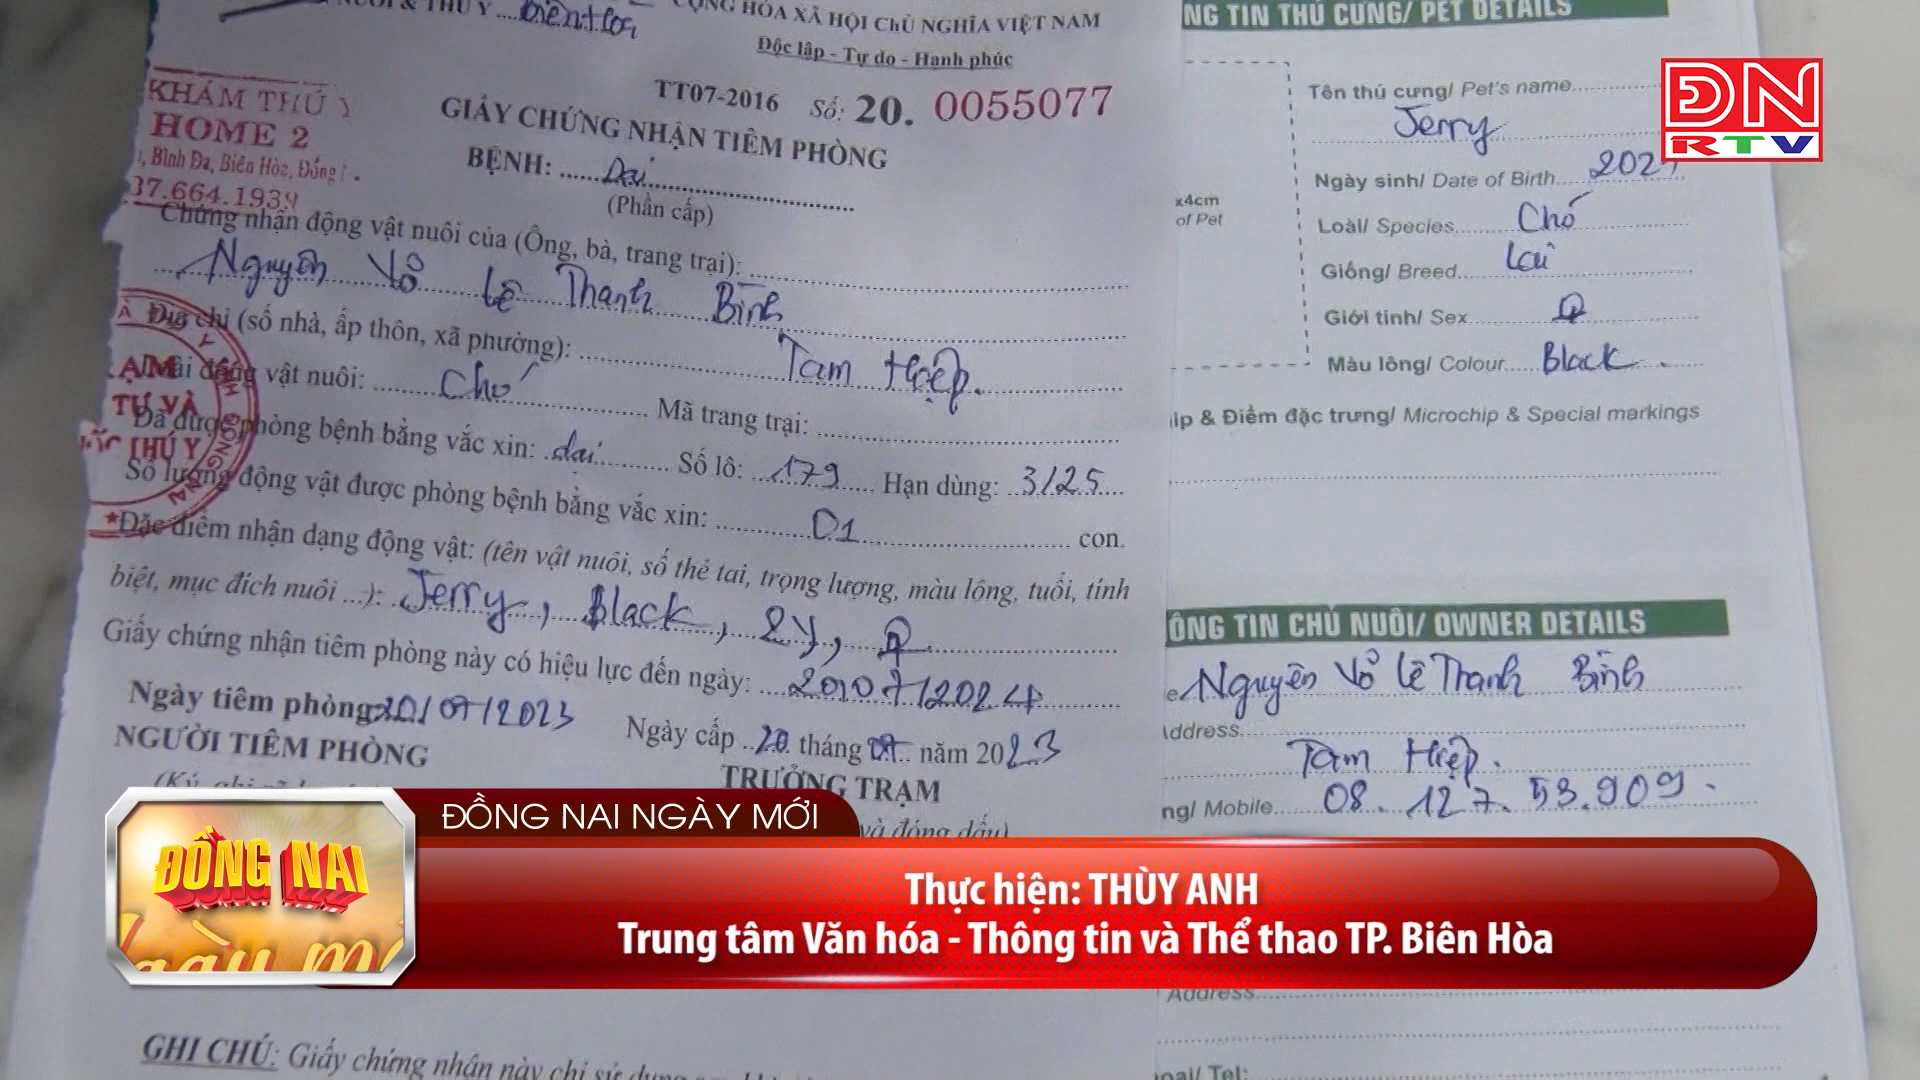 NUÔI & THÚ Y ....Biên Hòa
CỘNG HÒA XÃ HỘI CHỦ NGHĨA VIỆT NAM
Độc lập - Tự do - Hạnh phúc
KHÁM THÚ Y
HOME 2
, Bình Đa, Biên Hòa, Đồng
37.664.1939
TT07-2016 Số: 20. 0055077
GIẤY CHỨNG NHẬN TIÊM PHÒNG
BỆNH: ......Dại......
(Phần cấp)
Chứng nhận động vật nuôi của (Ông, bà, trang trại): ......
Nguyễn Võ Lê Thanh Bình
Địa chỉ (số nhà, ấp thôn, xã phường): ...... Tam Hiệp.
Loài động vật nuôi: ...... Chó ...... Mã trang trại: ......
Đã được phòng bệnh bằng vắc xin: dại...... Số lô: ..179.... Hạn dùng: ..3/25....
Số lượng động vật được phòng bệnh bằng vắc xin: ...... 01 ...... con.
*Đặc điểm nhận dạng động vật: (tên vật nuôi, số thẻ tai, trọng lượng, màu lông, tuổi, tính
biệt, mục đích nuôi ...): Jerry, Black, 2y, ♀
Giấy chứng nhận tiêm phòng này có hiệu lực đến ngày: ....20/07/2024
Ngày tiêm phòng: 20/07/2023
Ngày cấp ..20.. tháng 07.. năm 2023
NGƯỜI TIÊM PHÒNG
TRƯỞNG TRẠM
và đóng dấu)
GHI CHÚ: Giấy chứng nhận này chỉ sử dụng
TƯ VÀ
THÚ Y
NG TIN THÚ CƯNG/ PET DETAILS
Tên thú cưng/ Pet's name......
Jerry
Ngày sinh/ Date of Birth......
x4cm
of Pet
Loài/ Species...... Chó
Giống/ Breed...... Lai
Giới tính/ Sex...... ♀
Màu lông/ Colour...... Black
ip & Điểm đặc trưng/ Microchip & Special markings
ÔNG TIN CHỦ NUÔI/ OWNER DETAILS
e Nguyễn Võ Lê Thanh Bình
Address......
Tam Hiệp.
ng/ Mobile...... 08. 127. 53.909.
Address......
oai/ Tel:
ĐN
RTV
ĐỒNG NAI NGÀY MỚI
ĐỒNG NAI
Ngày mới
Thực hiện: THÙY ANH
Trung tâm Văn hóa - Thông tin và Thể thao TP. Biên Hòa